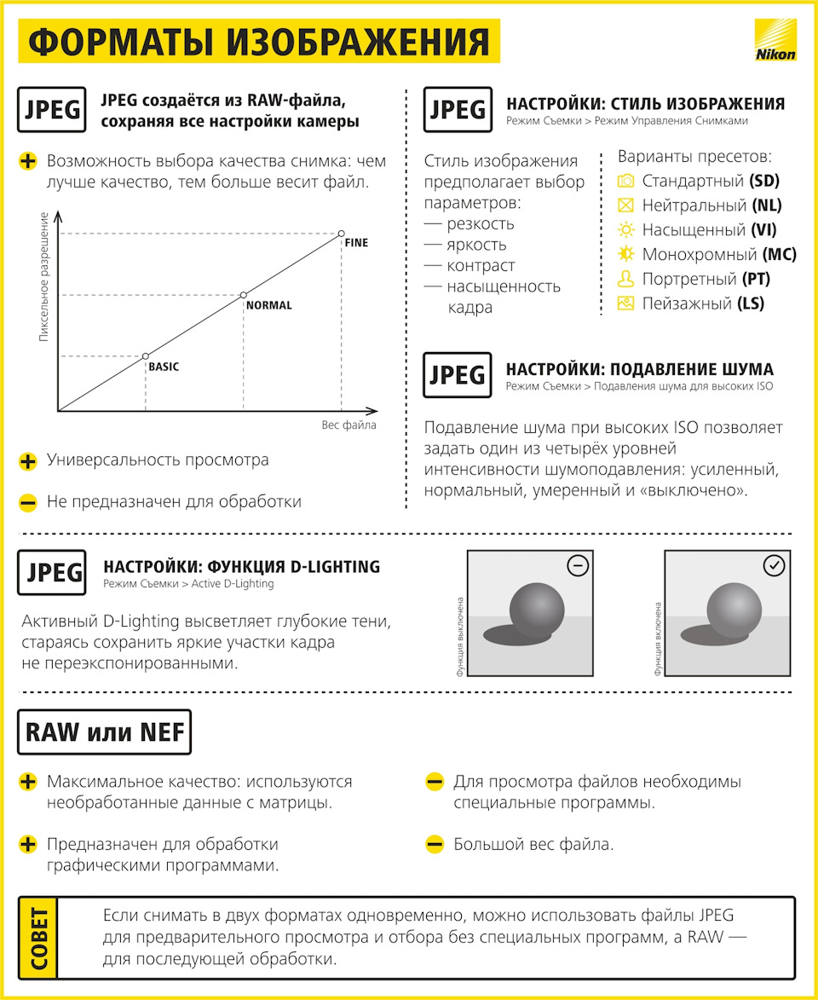 ФОРМАТЫ ИЗОБРАЖЕНИЯ
Nikon
JPEG
JPEG создаётся из RAW-файла,
сохраняя все настройки камеры
+ Возможность выбора качества снимка: чем
лучше качество, тем больше весит файл.
Пиксельное разрешение
FINE
NORMAL
BASIC
Вес файла
+ Универсальность просмотра
− Не предназначен для обработки
JPEG
НАСТРОЙКИ: СТИЛЬ ИЗОБРАЖЕНИЯ
Режим Съемки > Режим Управления Снимками
Стиль изображения
предполагает выбор
параметров:
— резкость
— яркость
— контраст
— насыщенность
кадра
Варианты пресетов:
Стандартный (SD)
Нейтральный (NL)
Насыщенный (VI)
Монохромный (MC)
Портретный (PT)
Пейзажный (LS)
JPEG
НАСТРОЙКИ: ПОДАВЛЕНИЕ ШУМА
Режим Съемки > Подавления шума для высоких ISO
Подавление шума при высоких ISO позволяет
задать один из четырёх уровней
интенсивности шумоподавления: усиленный,
нормальный, умеренный и «выключено».
JPEG
НАСТРОЙКИ: ФУНКЦИЯ D-LIGHTING
Режим Съемки > Active D-Lighting
Активный D-Lighting высветляет глубокие тени,
стараясь сохранить яркие участки кадра
не переэкспонированными.
Функция выключена
Функция включена
RAW или NEF
+ Максимальное качество: используются
необработанные данные с матрицы.
+ Предназначен для обработки
графическими программами.
− Для просмотра файлов необходимы
специальные программы.
− Большой вес файла.
СОВЕТ
Если снимать в двух форматах одновременно, можно использовать файлы JPEG
для предварительного просмотра и отбора без специальных программ, а RAW —
для последующей обработки.